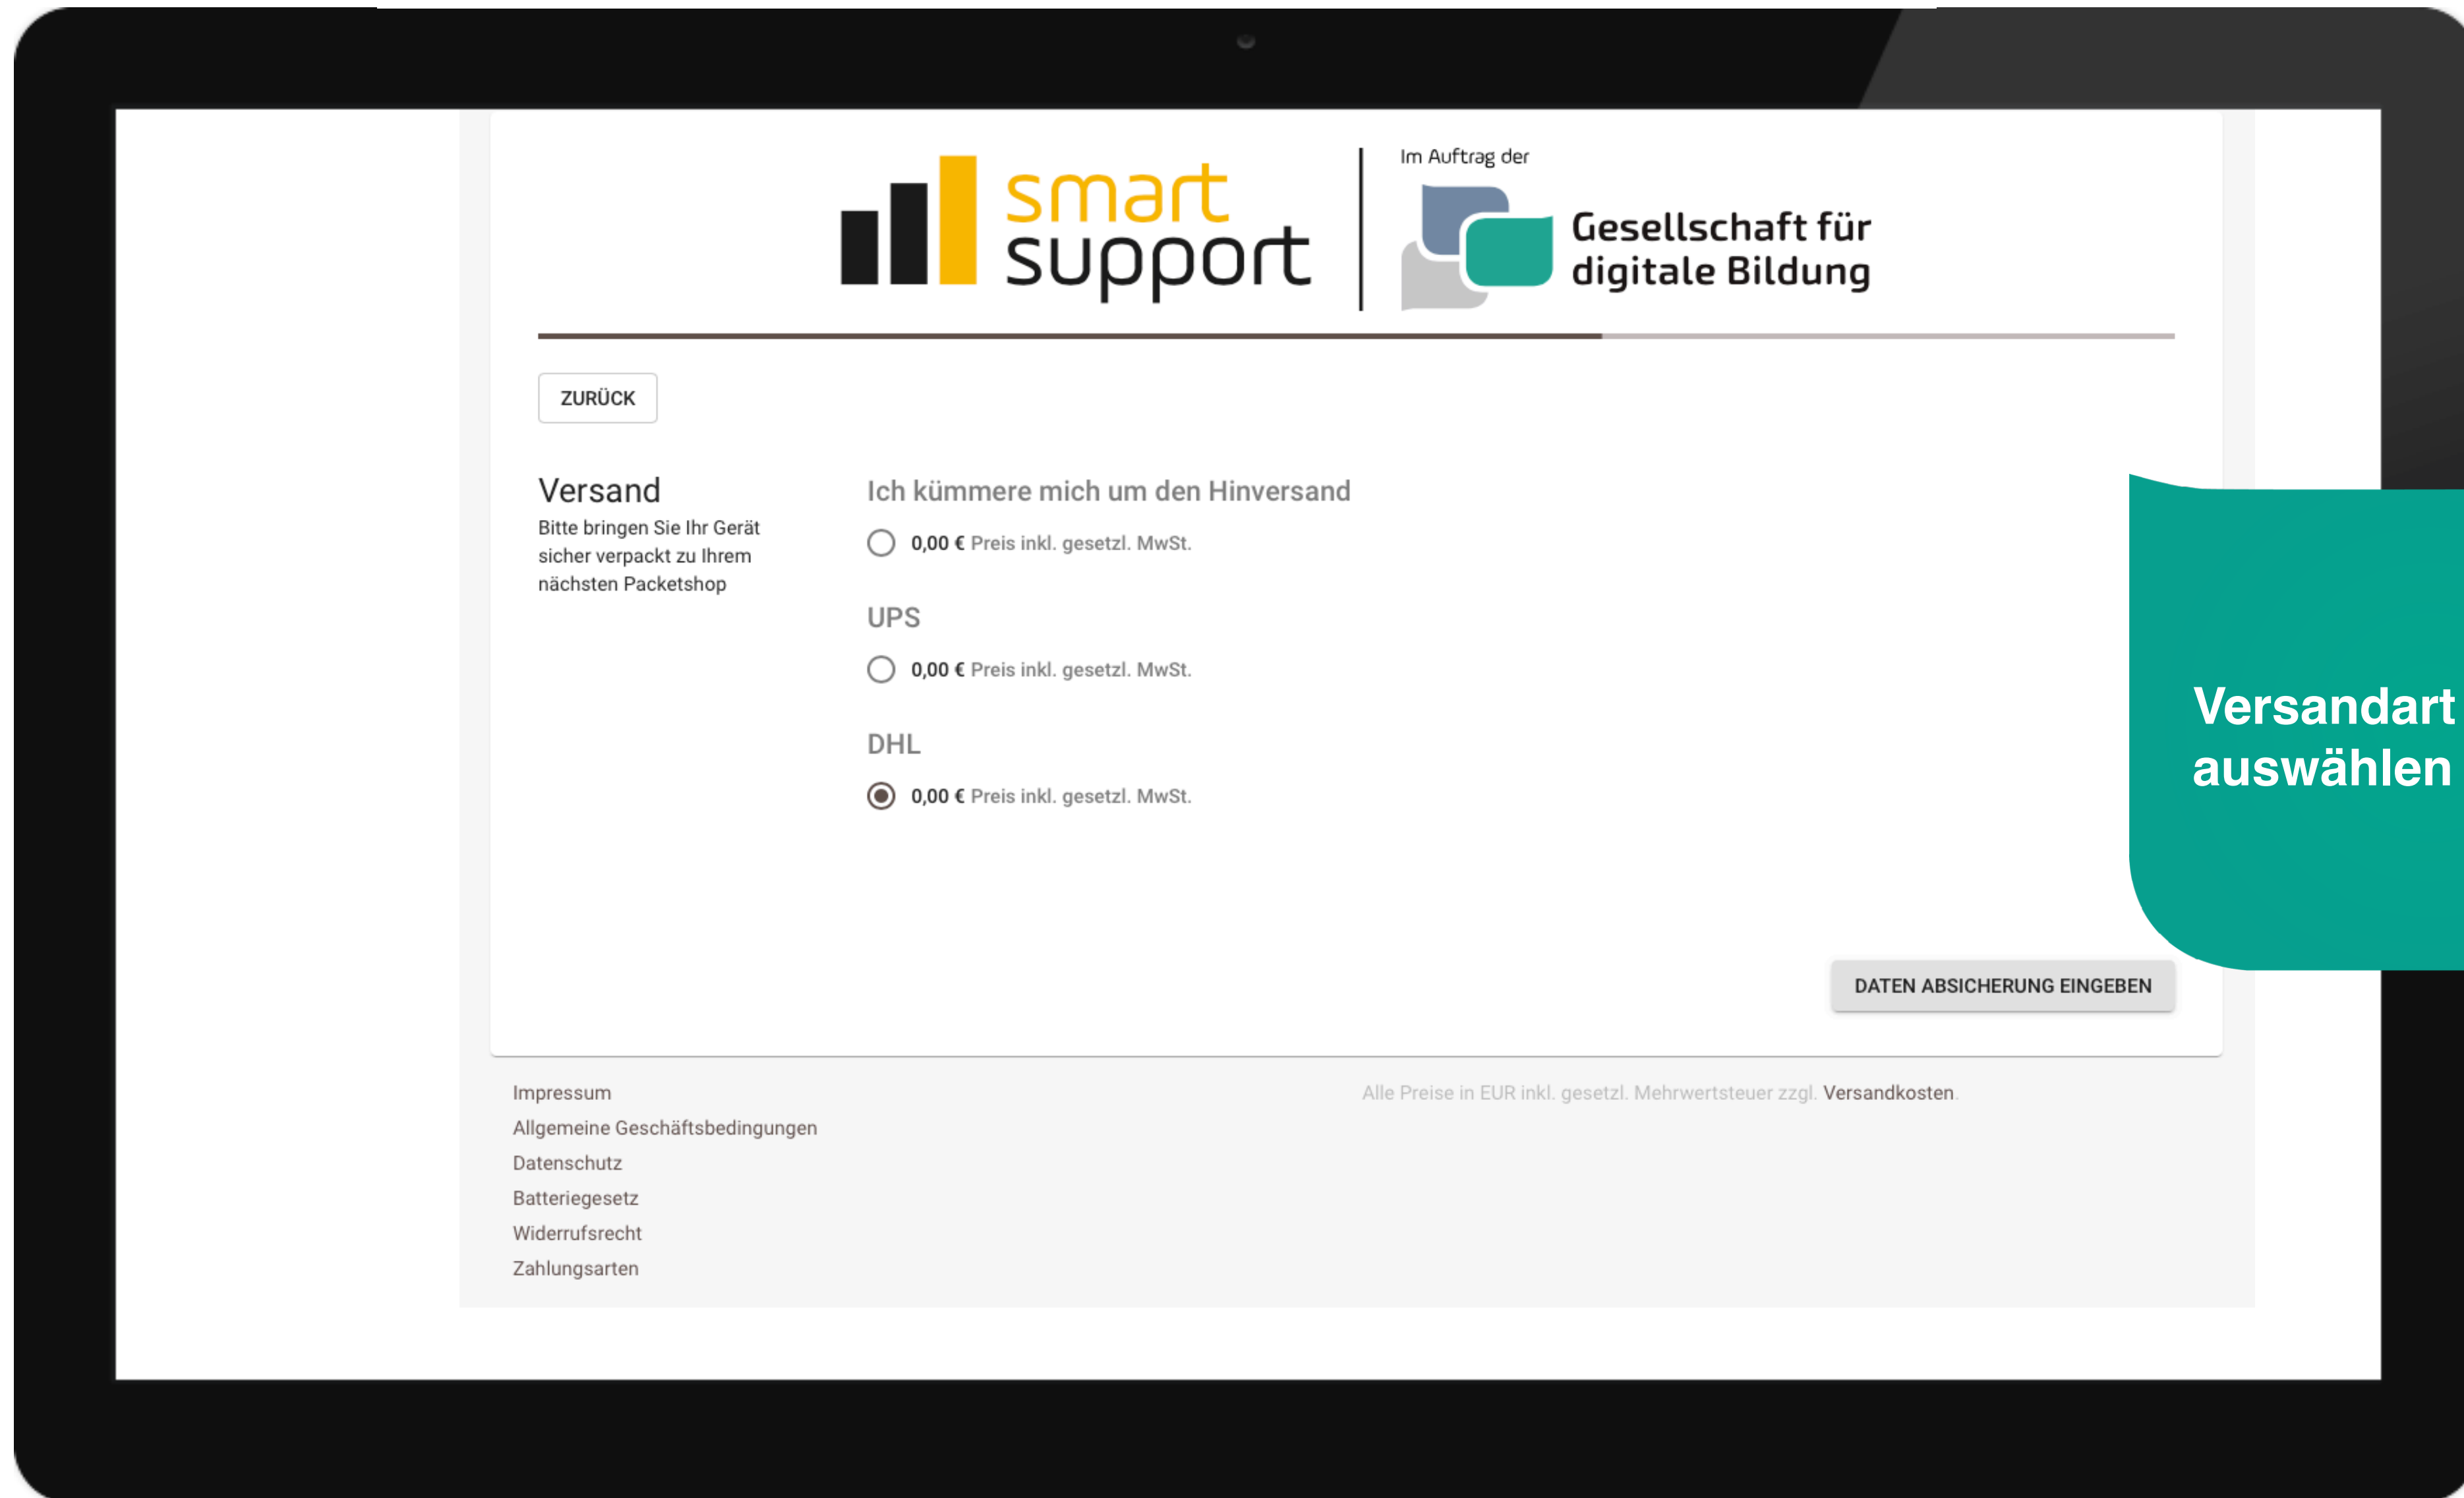 smart
support
Im Auftrag der
Gesellschaft für
digitale Bildung
ZURÜCK
Versand
Bitte bringen Sie Ihr Gerät
sicher verpackt zu Ihrem
nächsten Packetshop
Ich kümmere mich um den Hinversand
0,00 € Preis inkl. gesetzl. MwSt.
UPS
0,00 € Preis inkl. gesetzl. MwSt.
DHL
0,00 € Preis inkl. gesetzl. MwSt.
Versandart
auswählen
DATEN ABSICHERUNG EINGEBEN
Impressum
Allgemeine Geschäftsbedingungen
Datenschutz
Batteriegesetz
Widerrufsrecht
Zahlungsarten
Alle Preise in EUR inkl. gesetzl. Mehrwertsteuer zzgl. Versandkosten.